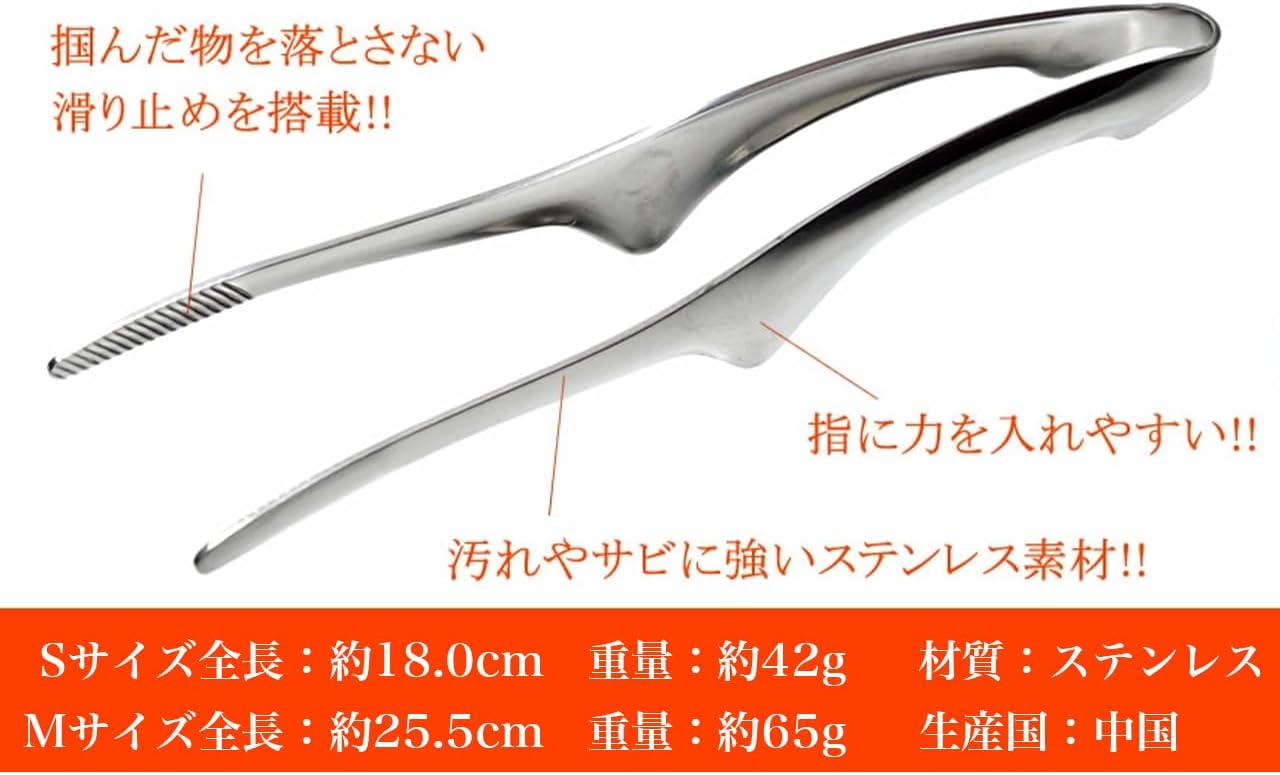 掴んだ物を落とさない
滑り止めを搭載!!
指に力を入れやすい!!
汚れやサビに強いステンレス素材!!
Sサイズ全長：約18.0cm 重量：約42g 材質：ステンレス
Mサイズ全長：約25.5cm 重量：約65g 生産国：中国